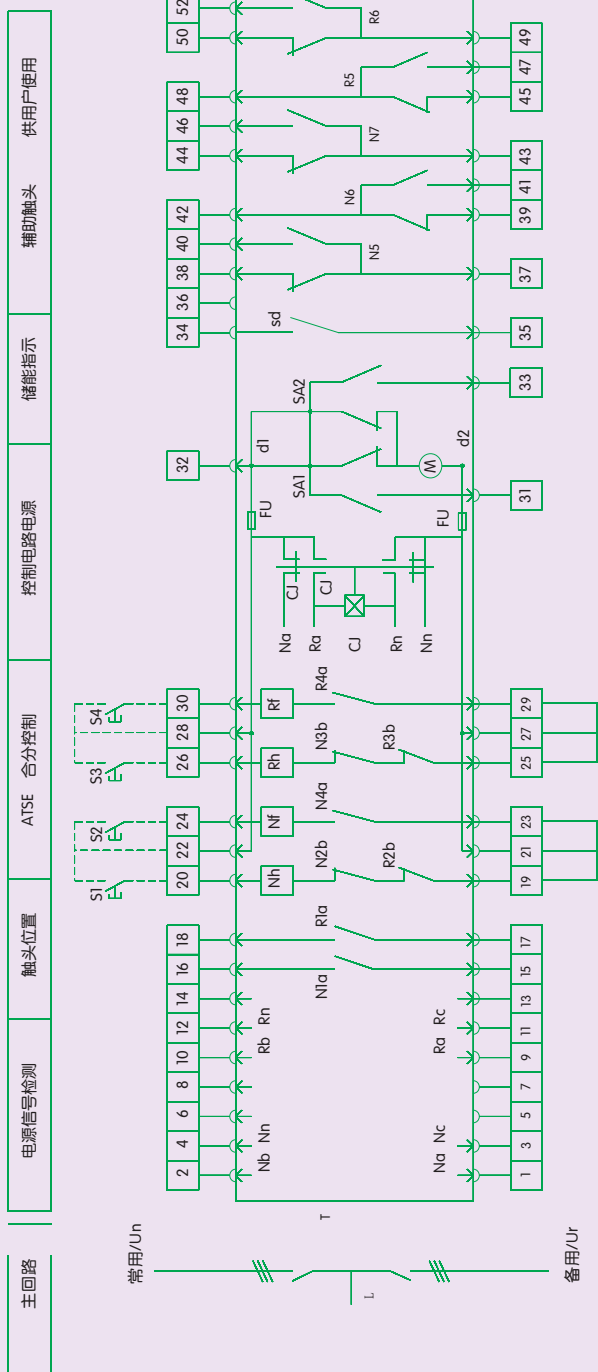 主回路
电源信号检测
触头位置
ATSE 合分控制
控制电路电源
储能指示
辅助触头 供用户使用
S1 S2 S3 S4
常用/Un
2 4 6 8 10 12 14 16 18 20 22 24 26 28 30 32 34 36 38 40 42 44 46 48 50 52
Nb Nn Rb Rn
Nh Nf Rh Rf
FU d1 sd
Na CJ
Ra CJ
SA1 SA2
T N1a R1a N2b N4a N3b R4a
CJ
N5 N6 N7 R5 R6
L
R2b R3b
Rn
Nn
W
FU d2
Na Nc Ra Rc
1 3 5 7 9 11 13 15 17 19 21 23 25 27 29 31 33 35 37 39 41 43 45 47 49
备用/Ur